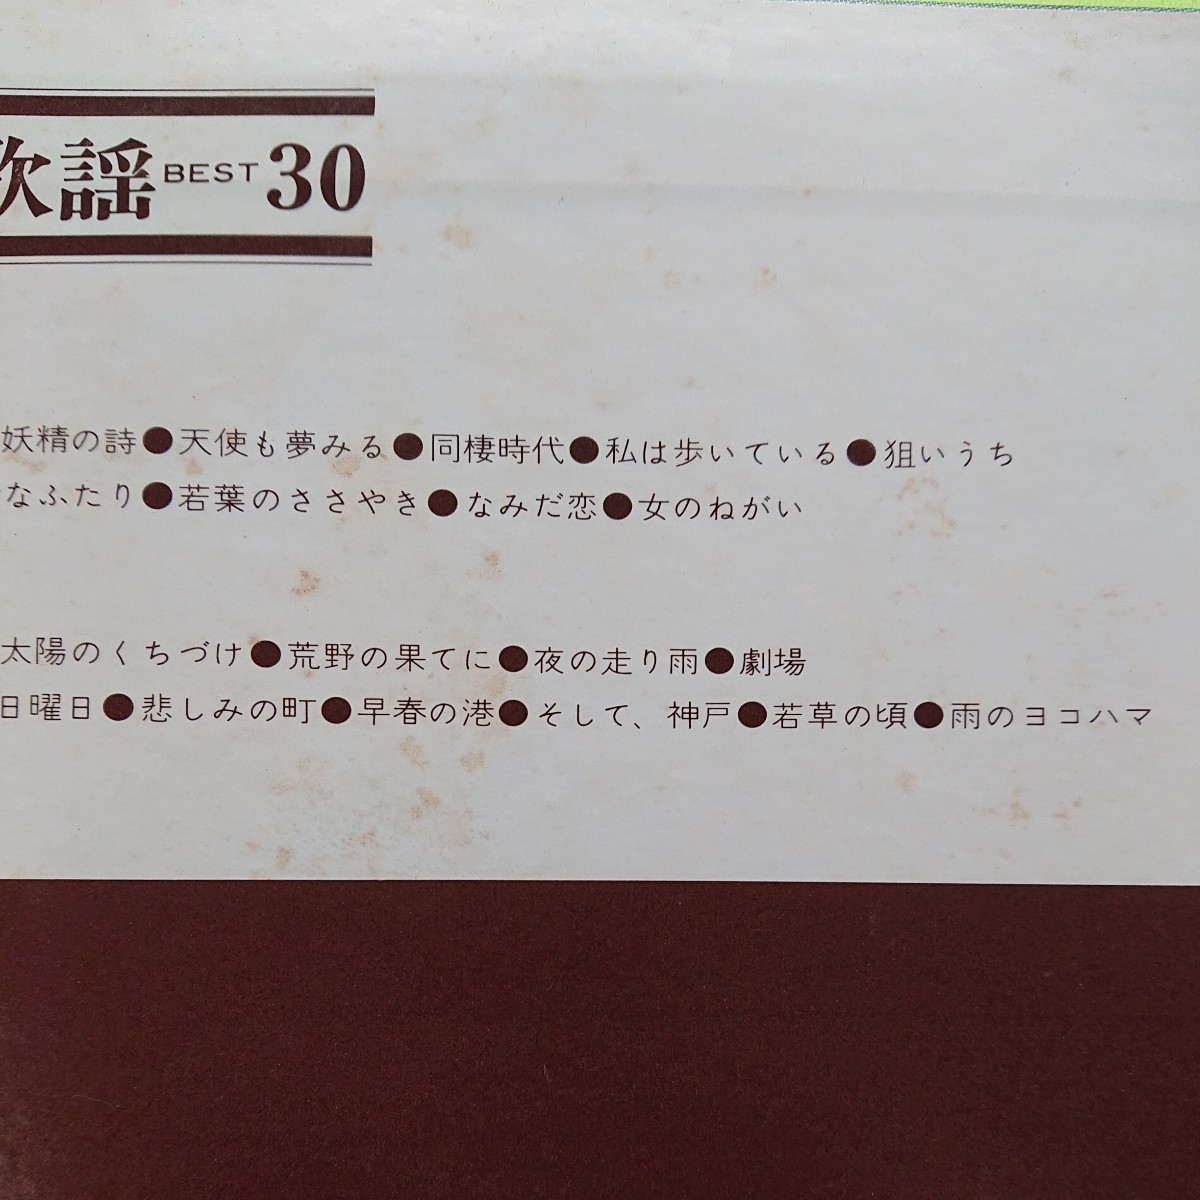 歌謡 BEST 30
妖精の詩●天使も夢みる●同棲時代●私は歩いている●狙いうち
なふたり●若葉のささやき●なみだ恋●女のねがい
太陽のくちづけ●荒野の果てに●夜の走り雨●劇場
日曜日●悲しみの町●早春の港●そして、神戸●若草の頃●雨のヨコハマ